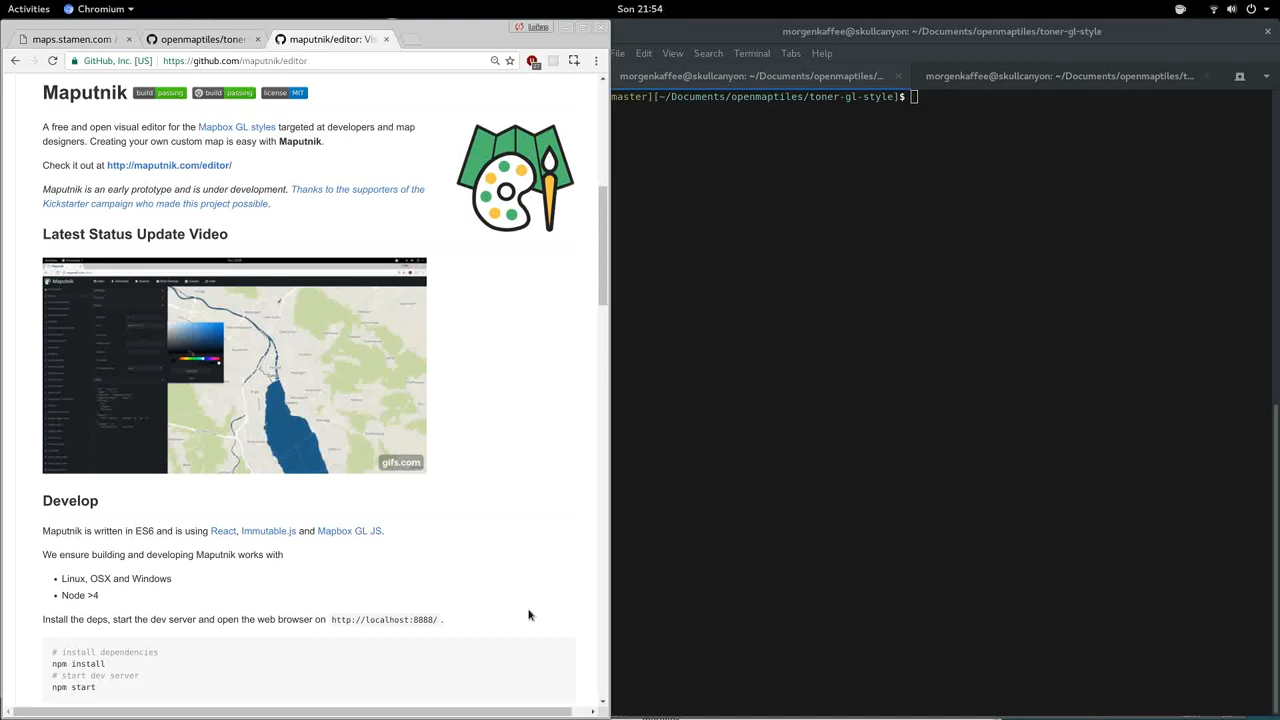 Activities
Chromium
Son 21:54
Lukas
maps.stamen.com /
openmaptiles/toner-
maputnik/editor: Vis
GitHub, Inc. [US]
https://github.com/maputnik/editor
27
Maputnik
build passing
build passing
license MIT
A free and open visual editor for the Mapbox GL styles targeted at developers and map
designers. Creating your own custom map is easy with Maputnik.
Check it out at http://maputnik.com/editor/
Maputnik is an early prototype and is under development. Thanks to the supporters of the
Kickstarter campaign who made this project possible.
Latest Status Update Video
Maputnik
gifs.com
Develop
Maputnik is written in ES6 and is using React, Immutable.js and Mapbox GL JS.
We ensure building and developing Maputnik works with
• Linux, OSX and Windows
• Node >4
Install the deps, start the dev server and open the web browser on http://localhost:8888/ .
# install dependencies
npm install
# start dev server
npm start
morgenkaffee@skullcanyon: ~/Documents/openmaptiles/toner-gl-style
File Edit View Search Terminal Tabs Help
morgenkaffee@skullcanyon: ~/Documents/openmaptiles/...
morgenkaffee@skullcanyon: ~/Documents/openmaptiles/t...
master][~/Documents/openmaptiles/toner-gl-style]$